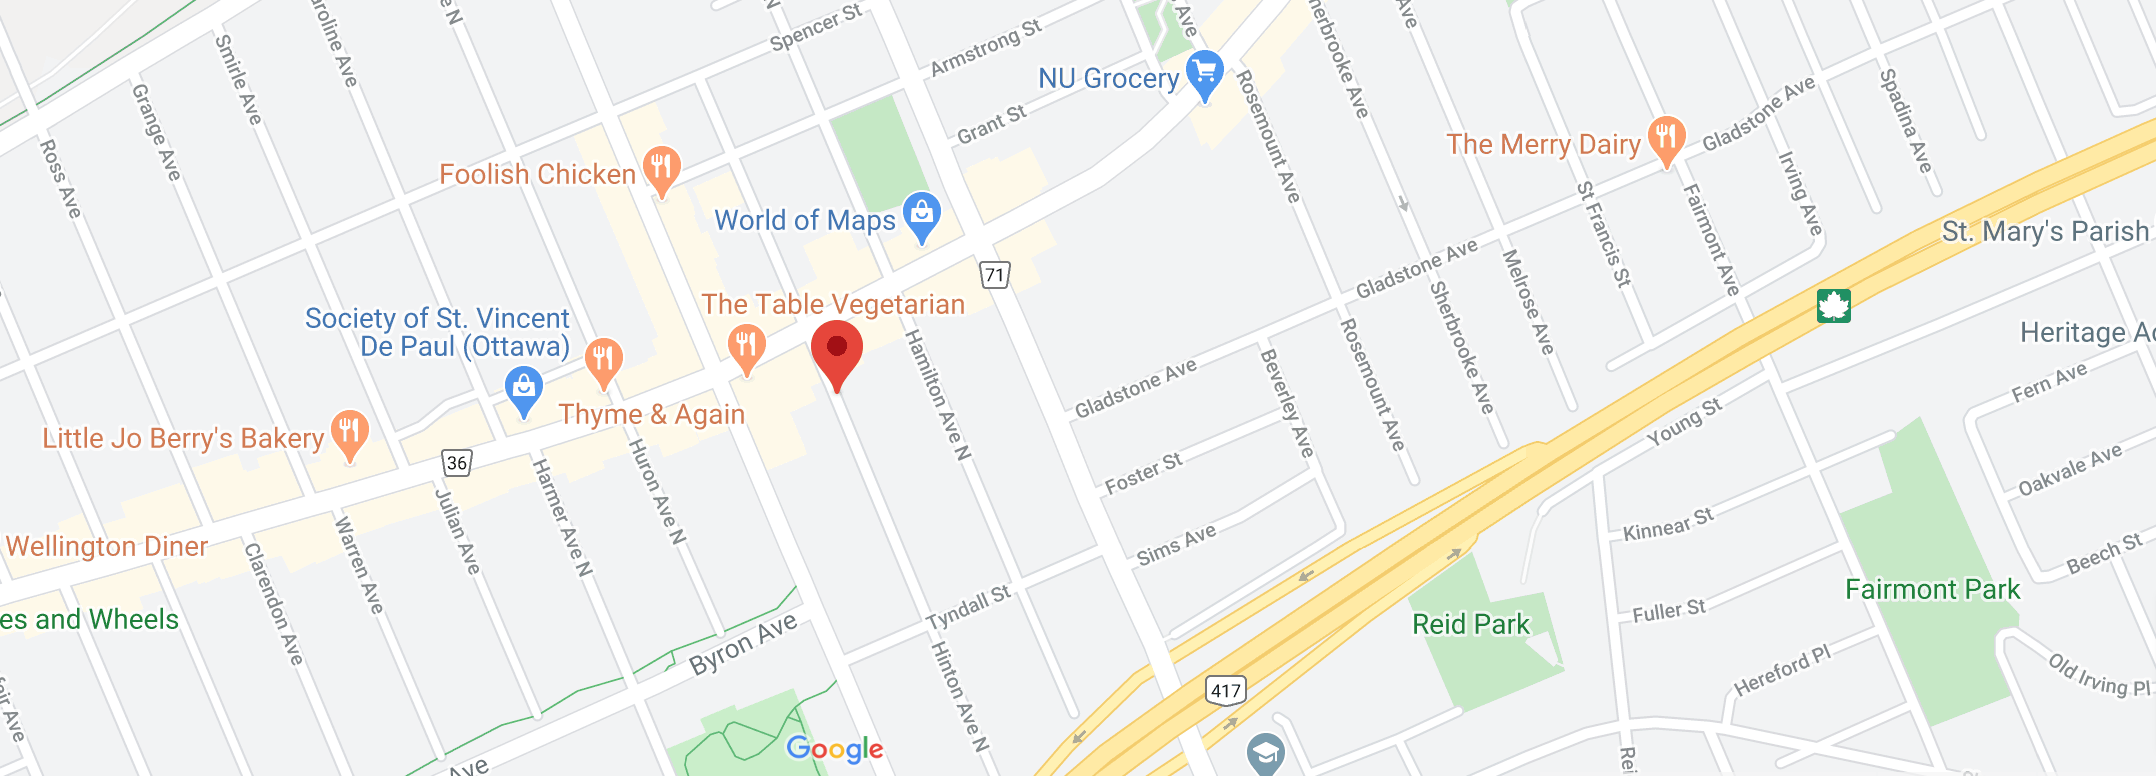 Spencer St
Armstrong St
Smirle Ave
Caroline Ave
Grange Ave
Ross Ave
NU Grocery
Grant St
Rosemount Ave
Sherbrooke Ave
The Merry Dairy
Gladstone Ave
Spadina Ave
Irving Ave
Foolish Chicken
World of Maps
St Francis St
Fairmont Ave
St. Mary's Parish
71
Gladstone Ave
Melrose Ave
Sherbrooke Ave
The Table Vegetarian
Society of St. Vincent
De Paul (Ottawa)
Hamilton Ave N
Rosemount Ave
Beverley Ave
Gladstone Ave
Heritage Ac
Fern Ave
Thyme & Again
Little Jo Berry's Bakery
36
Young St
Huron Ave N
Harmer Ave N
Julian Ave
Warren Ave
Foster St
Oakvale Ave
Wellington Diner
Clarendon Ave
Sims Ave
Kinnear St
Beech St
es and Wheels
Tyndall St
Fairmont Park
Fuller St
Reid Park
Byron Ave
Hinton Ave N
Hereford Pl
Old Irving Pl
417
Google
Ave
Rei